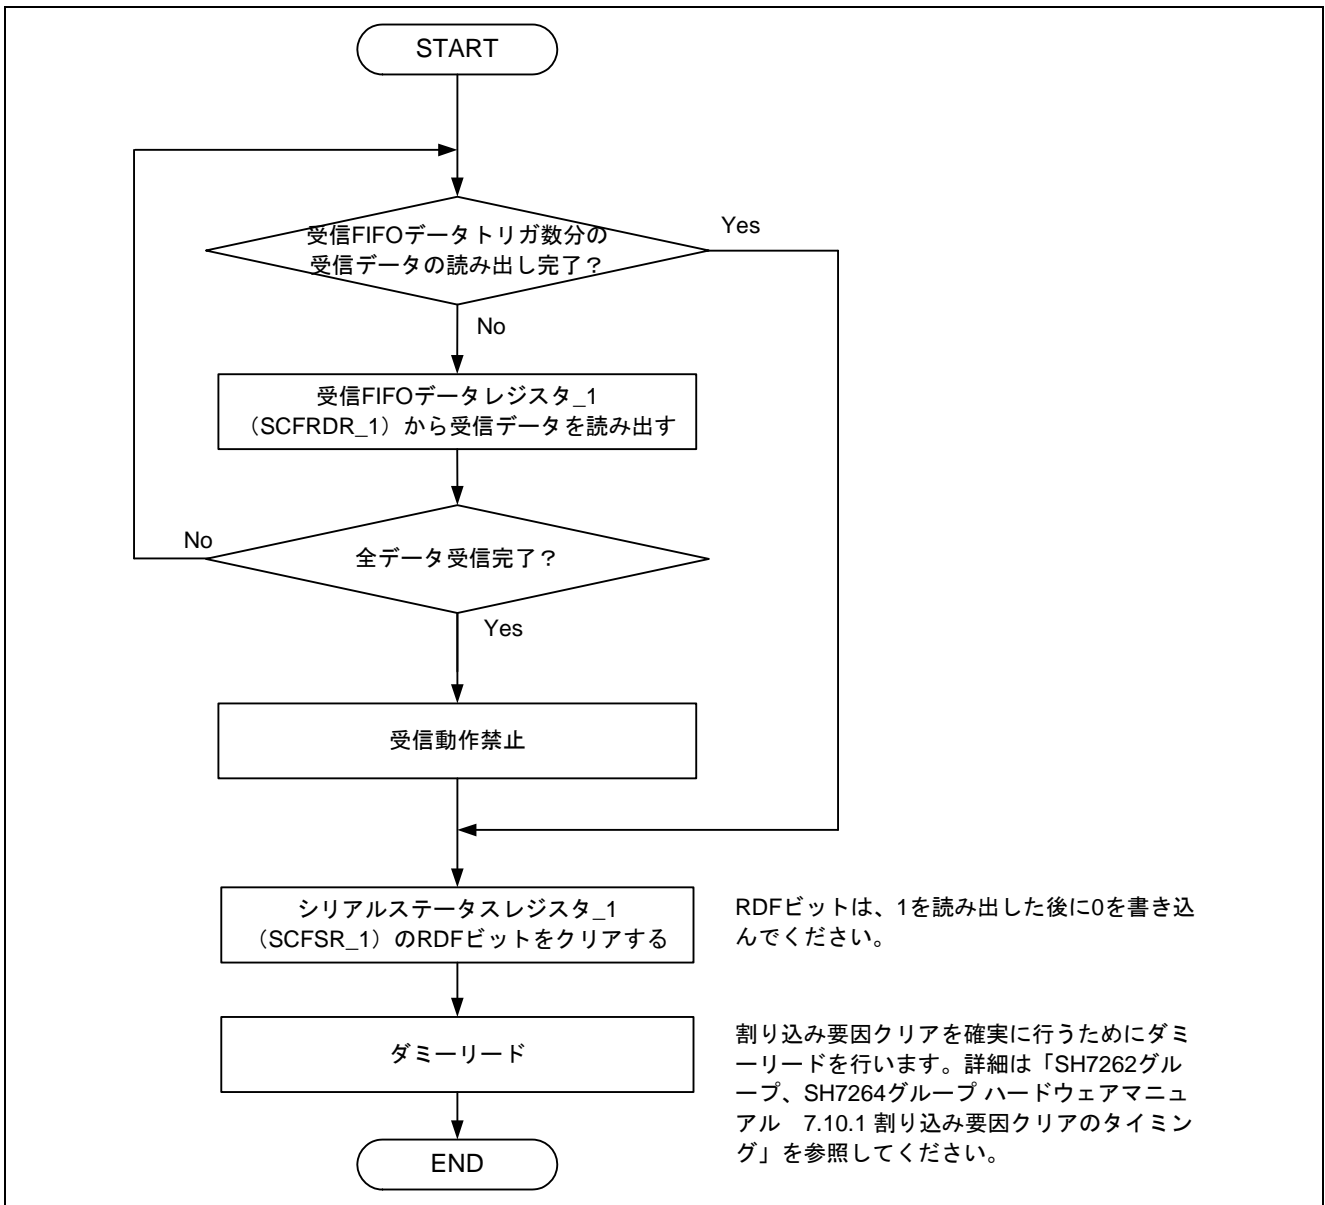 START
受信FIFOデータトリガ数分の
受信データの読み出し完了？
Yes
No
受信FIFOデータレジスタ_1
（SCFRDR_1）から受信データを読み出す
No
全データ受信完了？
Yes
受信動作禁止
シリアルステータスレジスタ_1
（SCFSR_1）のRDFビットをクリアする
RDFビットは、1を読み出した後に0を書き込
んでください。
ダミーリード
割り込み要因クリアを確実に行うためにダミ
ーリードを行います。詳細は「SH7262グル
ープ、SH7264グループ ハードウェアマニュ
アル　7.10.1 割り込み要因クリアのタイミン
グ」を参照してください。
END